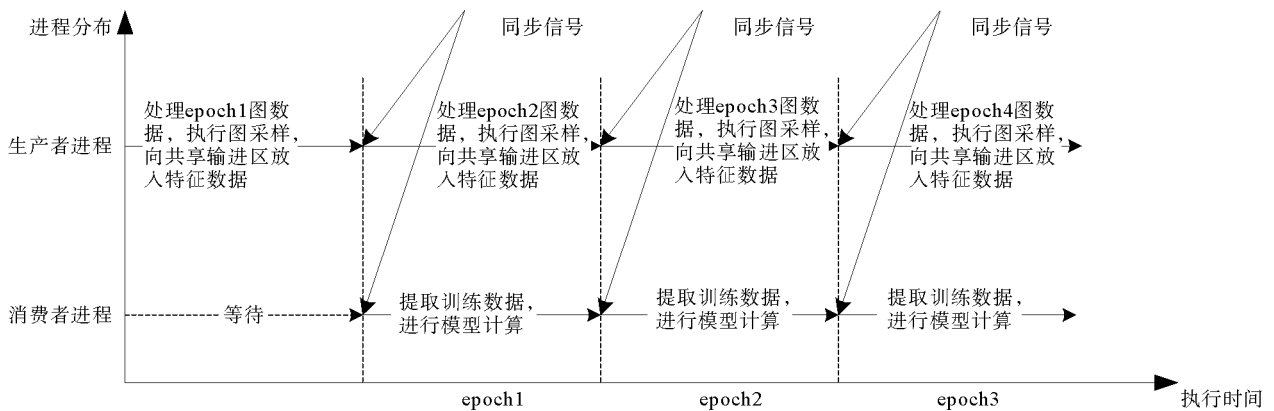 进程分布
同步信号
同步信号
同步信号
处理epoch1图数
据，执行图采样，
向共享输进区放
入特征数据
处理epoch2图数
据，执行图采样，
向共享输进区放
入特征数据
处理epoch3图数
据，执行图采样，
向共享输进区放
入特征数据
处理epoch4图数
据，执行图采样，
向共享输进区放
入特征数据
生产者进程
消费者进程
等待
提取训练数据，
进行模型计算
提取训练数据，
进行模型计算
提取训练数据，
进行模型计算
epoch1
epoch2
epoch3
执行时间